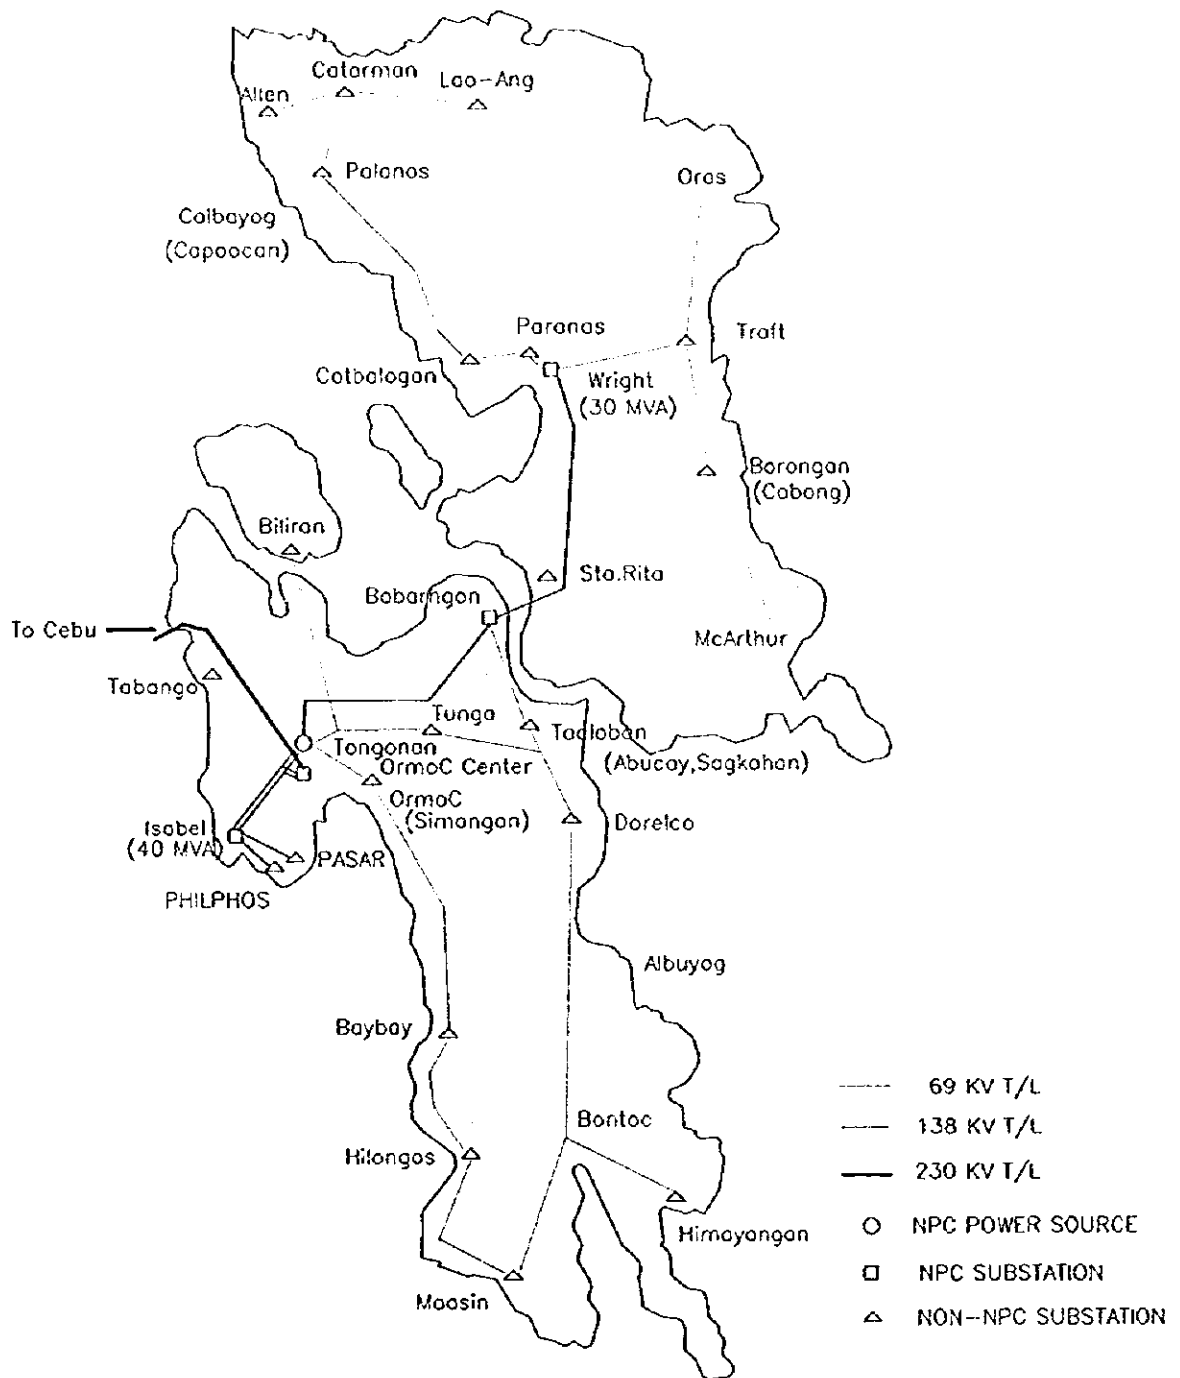 Catarman
Lao-Ang
Allen
Palanas
Oras
Calbayog
(Capoocan)
Paranas
Traft
Catbalogan
Wright
(30 MVA)
Borongan
(Cabong)
Biliran
Sta.Rita
Babarngon
To Cebu
McArthur
Tabango
Tunga
Tacloban
Tongonan
(Abucay,Sagkahan)
OrmoC Center
OrmoC
(Simangan)
Dorelco
Isabel
(40 MVA)
PASAR
PHILPHOS
Albuyog
Baybay
Bontoc
Hilongos
Himayangan
Maasin
69 KV T/L
138 KV T/L
230 KV T/L
NPC POWER SOURCE
NPC SUBSTATION
NON--NPC SUBSTATION